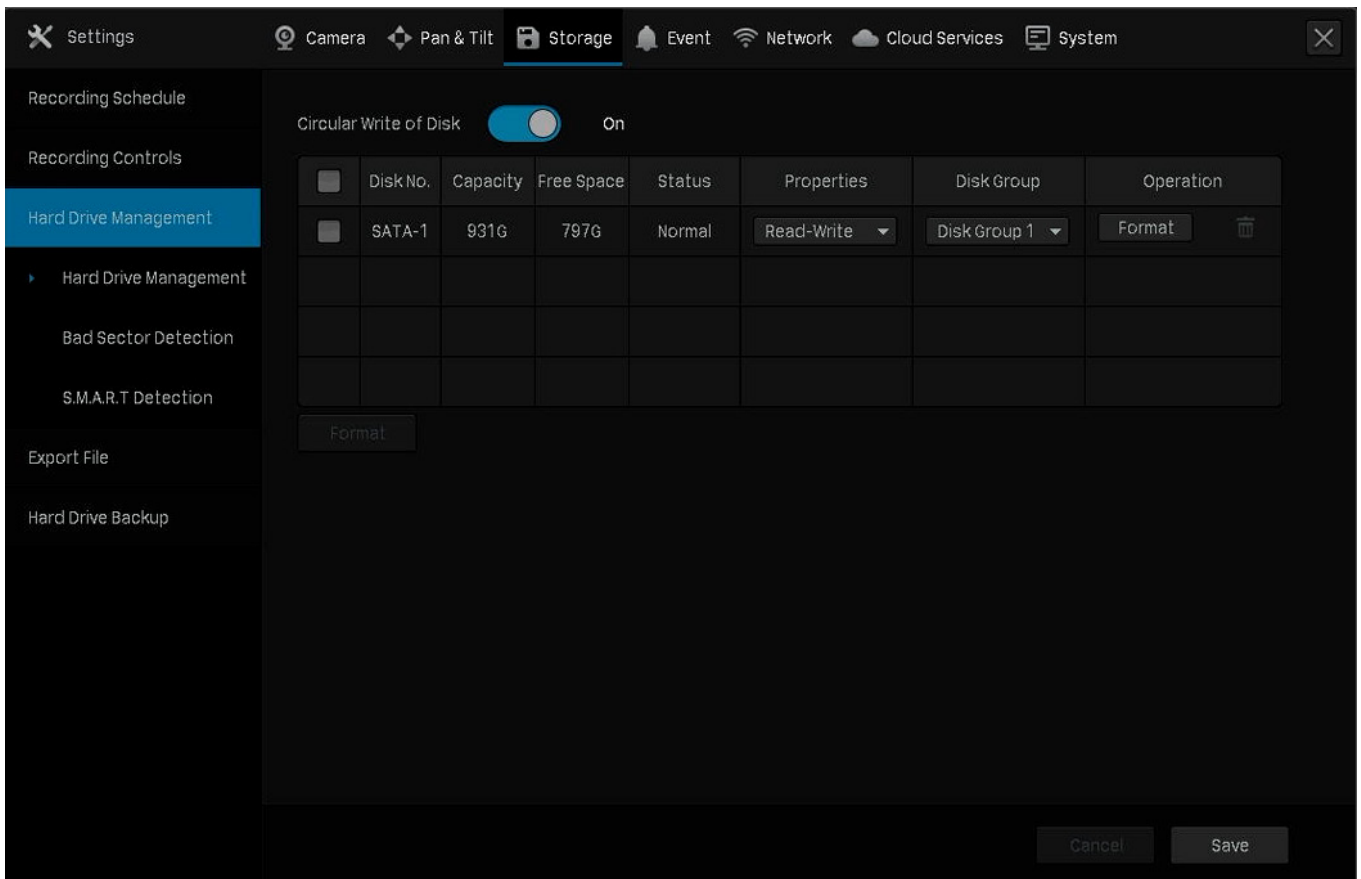 Settings Camera Pan & Tilt Storage Event Network Cloud Services System
Recording Schedule
Recording Controls
Hard Drive Management
Hard Drive Management
Bad Sector Detection
S.M.A.R.T Detection
Export File
Hard Drive Backup
Circular Write of Disk On
Disk No. Capacity Free Space Status Properties Disk Group Operation
SATA-1 931G 797G Normal Read-Write Disk Group 1 Format
Format
Cancel Save